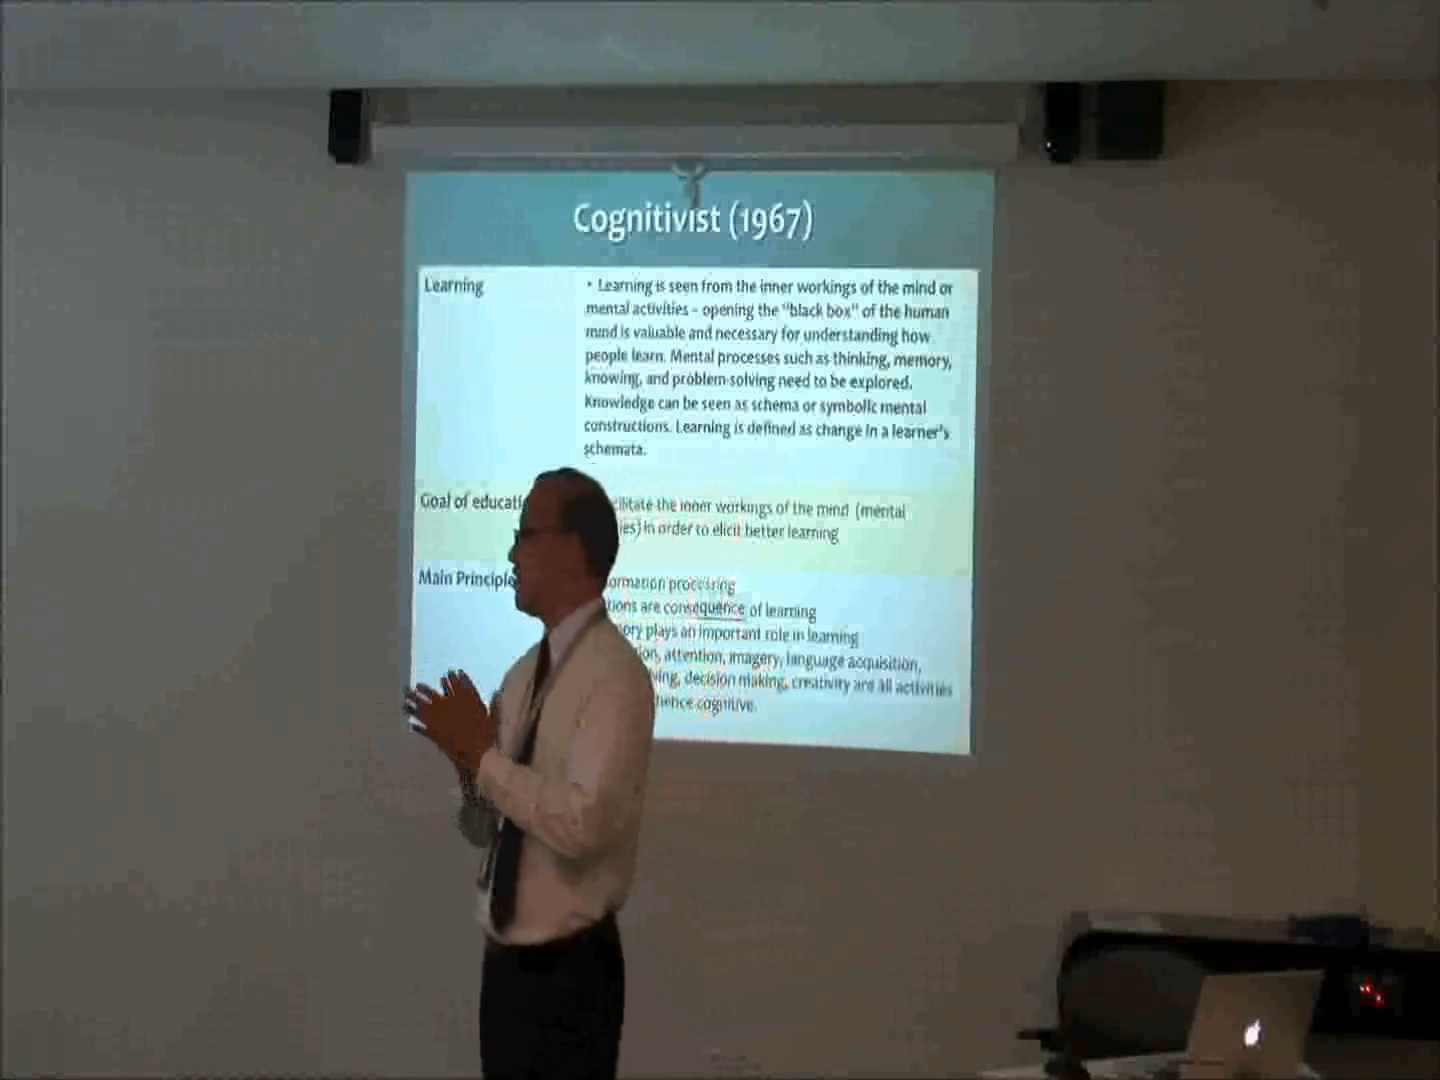 Cognitivist (1967)
Learning
• Learning is seen from the inner workings of the mind or
mental activities – opening the "black box" of the human
mind is valuable and necessary for understanding how
people learn. Mental processes such as thinking, memory,
knowing, and problem-solving need to be explored.
Knowledge can be seen as schema or symbolic mental
constructions. Learning is defined as change in a learner's
schemata.
Goal of educati
cilitate the inner workings of the mind (mental
ies) in order to elicit better learning
Main Principle
ormation processing
tions are consequence of learning
ory plays an important role in learning
ion, attention, imagery, language acquisition,
ving, decision making, creativity are all activities
hence cognitive.